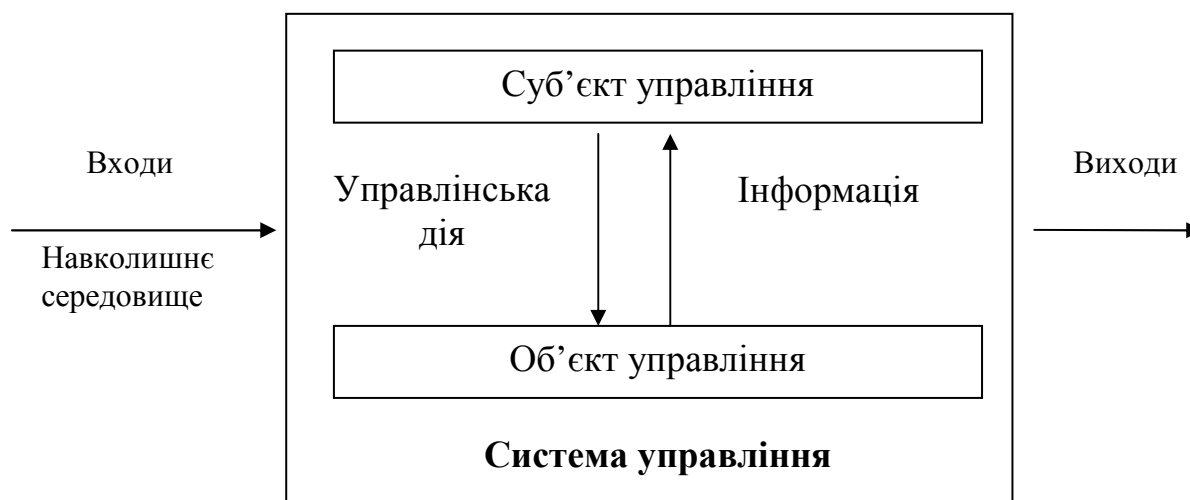 Суб’єкт управління
Входи
Виходи
Управлінська
дія
Інформація
Навколишнє
середовище
Об’єкт управління
Система управління